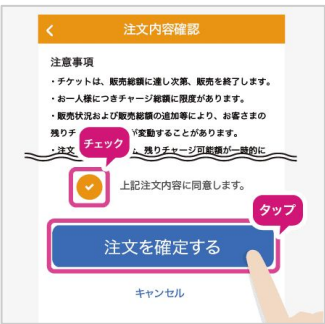 注文内容確認
注意事項
・チケットは、販売総額に達し次第、販売を終了します。
・お一人様につきチャージ総額に限度があります。
・販売状況および販売総額の追加等により、お客さまの
残りチ
が変動することがあります。
チェック
・注文
、残りチャージ可能額が一時的に
上記注文内容に同意します。
タップ
注文を確定する
キャンセル